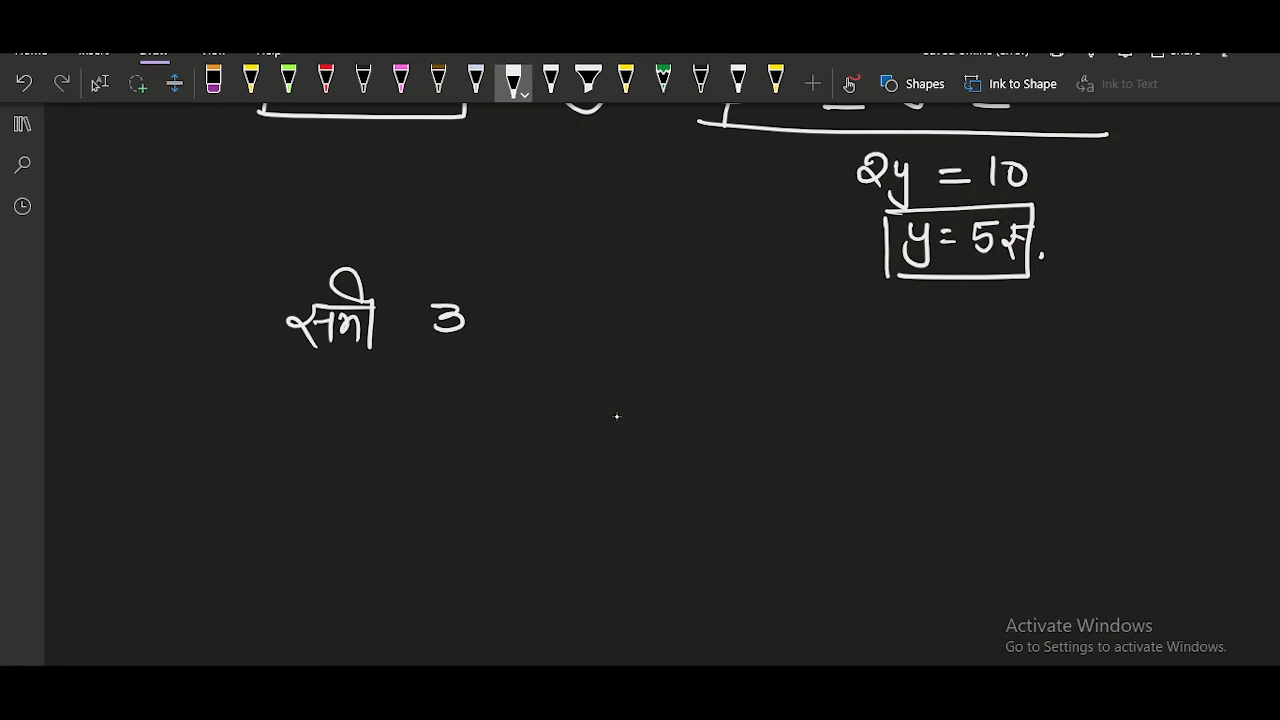 Shapes
Ink to Shape
Ink to Text
2y = 10
y = 5रु.
समी 3
Activate Windows
Go to Settings to activate Windows.